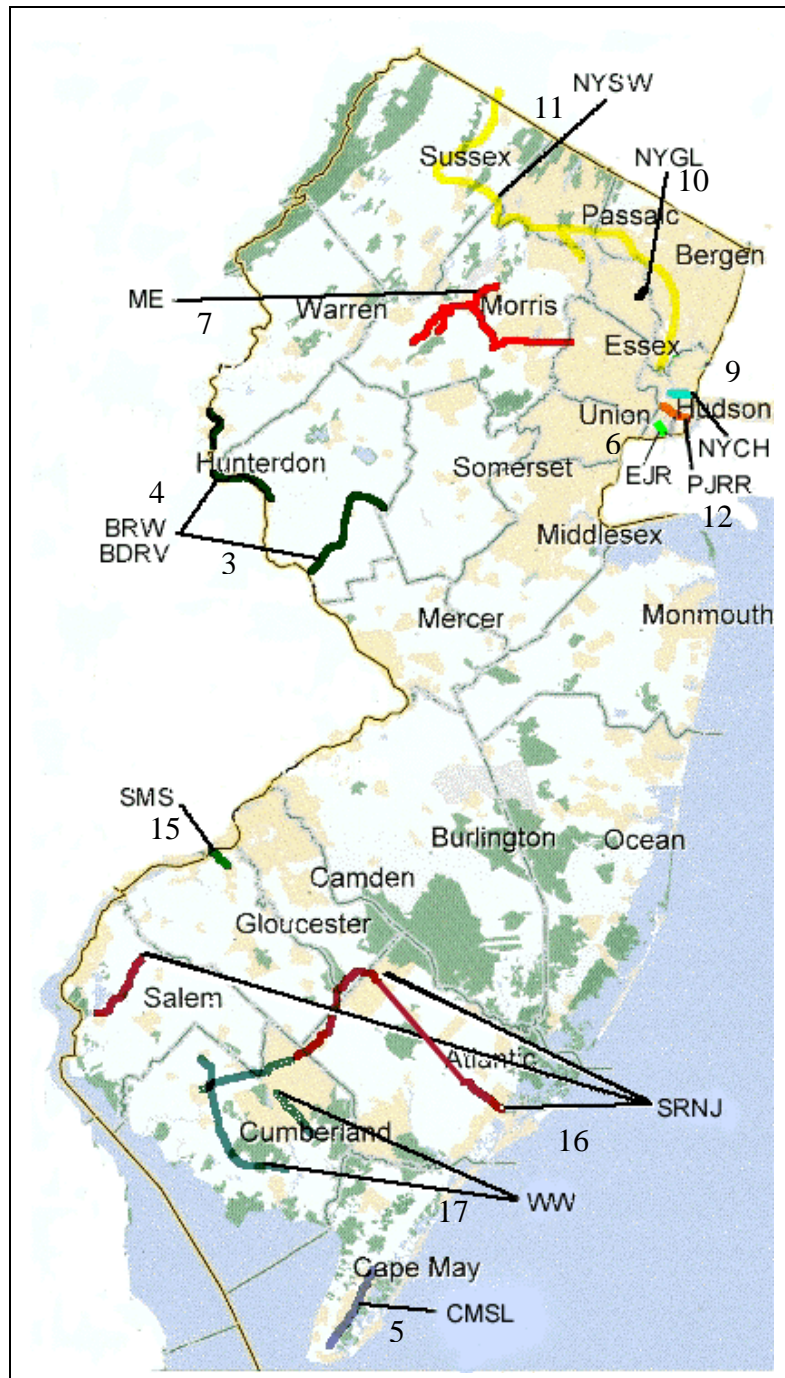 NYSW
11
Sussex
NYGL
10
Passaic
Bergen
ME
7
Warren
Morris
Essex
9
Union
Hudson
6
NYCH
EJR
PJRR
12
Hunterdon
Somerset
4
BRW
BDRV
3
Middlesex
Mercer
Monmouth
SMS
15
Burlington
Ocean
Camden
Gloucester
Salem
Atlantic
SRNJ
16
Cumberland
WW
17
Cape May
CMSL
5